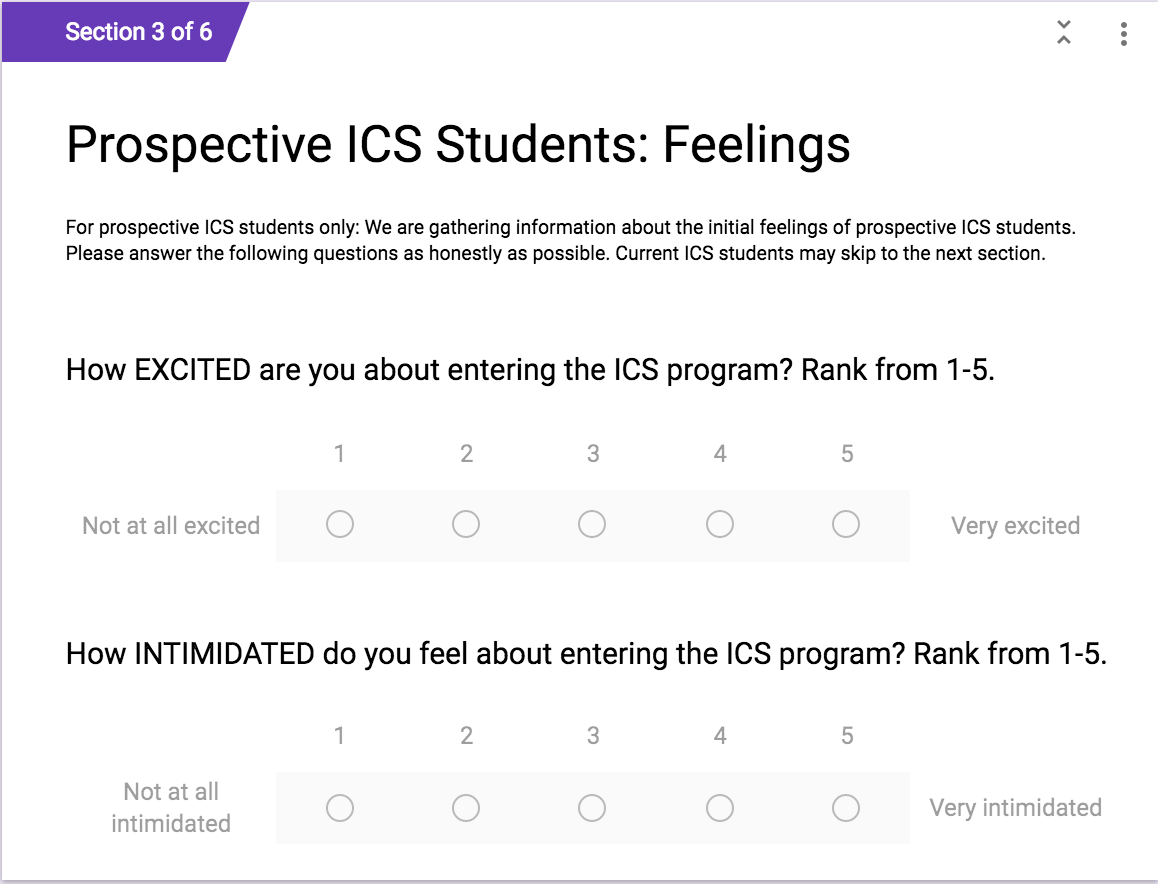 Section 3 of 6
Prospective ICS Students: Feelings
For prospective ICS students only: We are gathering information about the initial feelings of prospective ICS students.
Please answer the following questions as honestly as possible. Current ICS students may skip to the next section.
How EXCITED are you about entering the ICS program? Rank from 1-5.
1 2 3 4 5
Not at all excited Very excited
How INTIMIDATED do you feel about entering the ICS program? Rank from 1-5.
1 2 3 4 5
Not at all
intimidated
Very intimidated